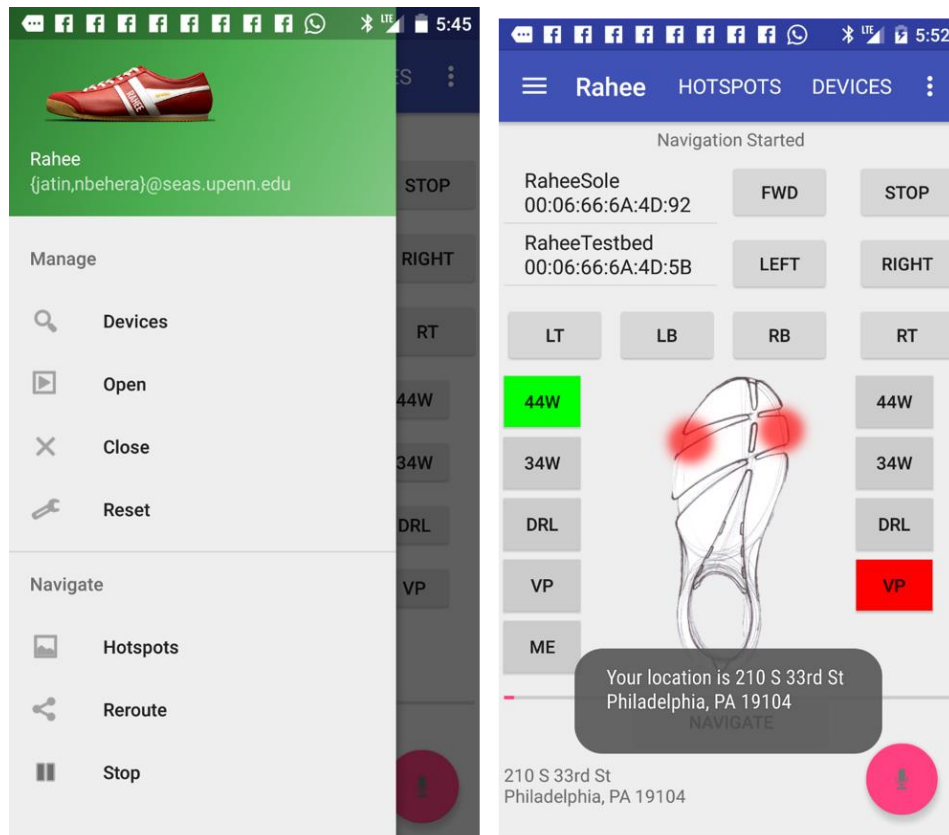 5:45
ES
RAHEE
Rahee
{jatin,nbehera}@seas.upenn.edu
STOP
Manage
RIGHT
Devices
RT
Open
44W
Close
34W
Reset
DRL
Navigate
VP
Hotspots
Reroute
Stop
LTE
5:52
Rahee HOTSPOTS DEVICES
Navigation Started
RaheeSole
00:06:66:6A:4D:92
FWD STOP
RaheeTestbed
00:06:66:6A:4D:5B
LEFT RIGHT
LT LB RB RT
44W 44W
34W 34W
DRL DRL
VP VP
ME
Your location is 210 S 33rd St
Philadelphia, PA 19104
NAVIGATE
210 S 33rd St
Philadelphia, PA 19104